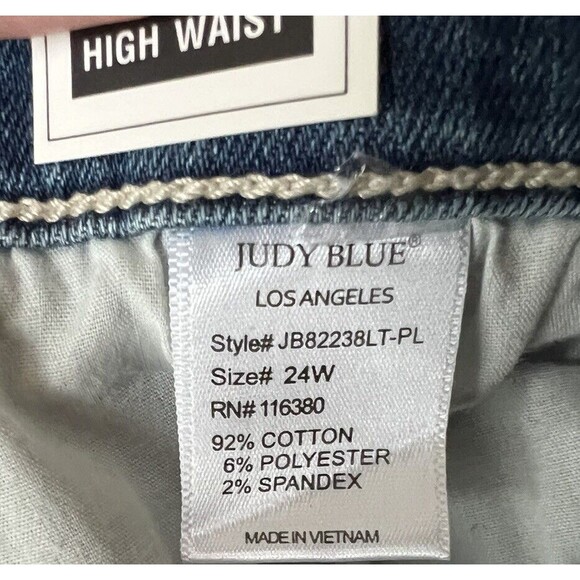 HIGH WAIST
JUDY BLUE®
LOS ANGELES
Style# JB82238LT-PL
Size# 24W
RN# 116380
92% COTTON
6% POLYESTER
2% SPANDEX
MADE IN VIETNAM